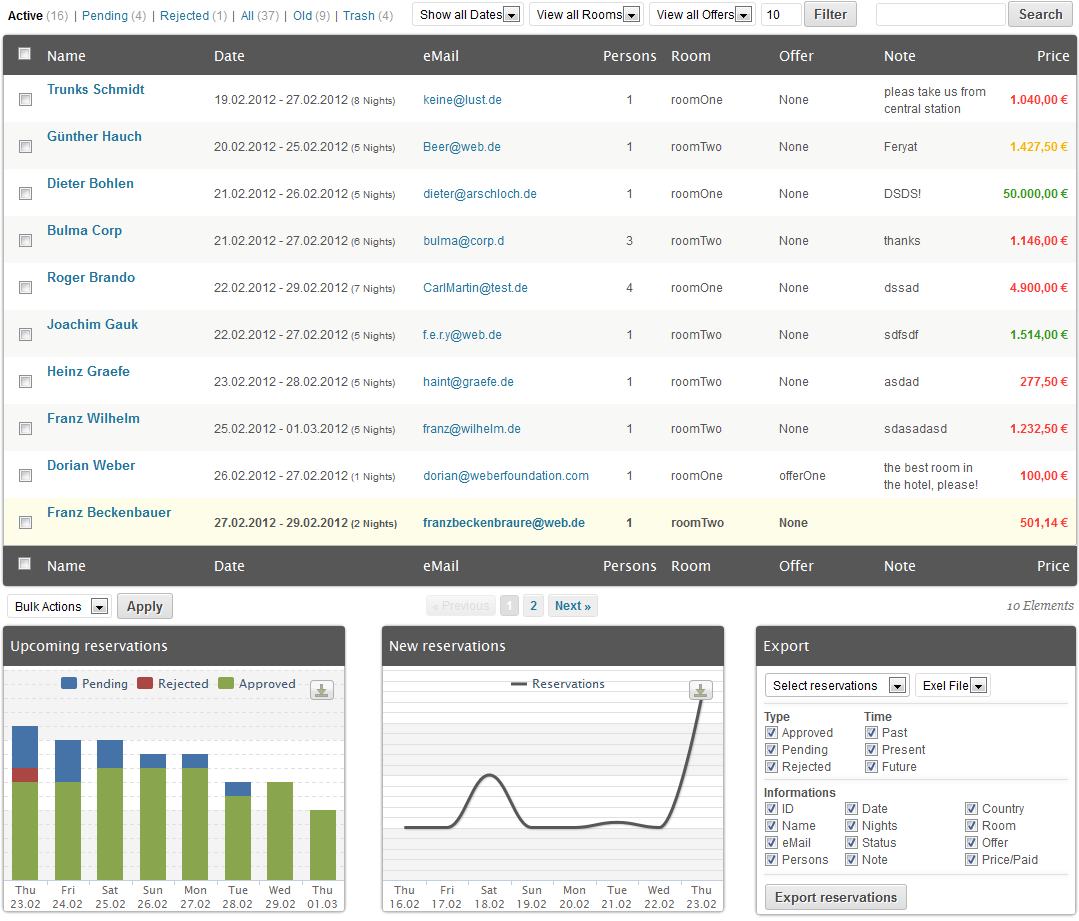 Active (16) | Pending (4) | Rejected (1) | All (37) | Old (9) | Trash (4) Show all Dates View all Rooms View all Offers 10 Filter Search
Name Date eMail Persons Room Offer Note Price
Trunks Schmidt 19.02.2012 - 27.02.2012 (8 Nights) keine@lust.de 1 roomOne None pleas take us from central station 1.040,00 €
Günther Hauch 20.02.2012 - 25.02.2012 (5 Nights) Beer@web.de 1 roomTwo None Feryat 1.427,50 €
Dieter Bohlen 21.02.2012 - 26.02.2012 (5 Nights) dieter@arschloch.de 1 roomOne None DSDS! 50.000,00 €
Bulma Corp 21.02.2012 - 27.02.2012 (6 Nights) bulma@corp.d 3 roomTwo None thanks 1.146,00 €
Roger Brando 22.02.2012 - 29.02.2012 (7 Nights) CarlMartin@test.de 4 roomOne None dssad 4.900,00 €
Joachim Gauk 22.02.2012 - 27.02.2012 (5 Nights) f.e.r.y@web.de 1 roomTwo None sdfsdf 1.514,00 €
Heinz Graefe 23.02.2012 - 28.02.2012 (5 Nights) haint@graefe.de 1 roomTwo None asdad 277,50 €
Franz Wilhelm 25.02.2012 - 01.03.2012 (5 Nights) franz@wilhelm.de 1 roomTwo None sdasadasd 1.232,50 €
Dorian Weber 26.02.2012 - 27.02.2012 (1 Nights) dorian@weberfoundation.com 1 roomOne offerOne the best room in the hotel, please! 100,00 €
Franz Beckenbauer 27.02.2012 - 29.02.2012 (2 Nights) franzbeckenbraure@web.de 1 roomTwo None 501,14 €
Name Date eMail Persons Room Offer Note Price
Bulk Actions Apply « Previous 1 2 Next » 10 Elements
Upcoming reservations
Pending Rejected Approved
Thu Fri Sat Sun Mon Tue Wed Thu
23.02 24.02 25.02 26.02 27.02 28.02 29.02 01.03
New reservations
Reservations
Thu Fri Sat Sun Mon Tue Wed Thu
16.02 17.02 18.02 19.02 20.02 21.02 22.02 23.02
Export
Select reservations Exel File
Type Time
Approved Past
Pending Present
Rejected Future
Informations
ID Date Country
Name Nights Room
eMail Status Offer
Persons Note Price/Paid
Export reservations